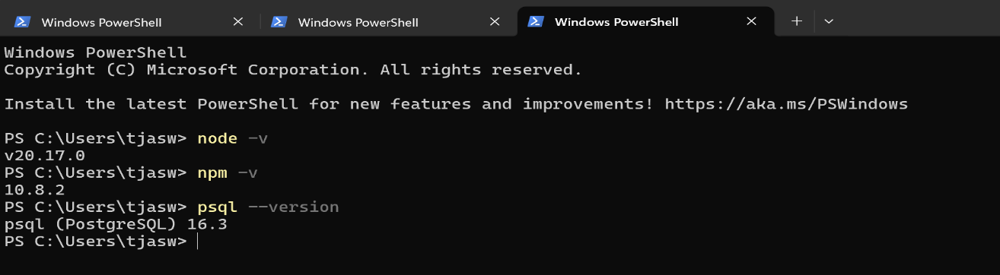 Windows PowerShell
Windows PowerShell
Windows PowerShell
Windows PowerShell
Copyright (C) Microsoft Corporation. All rights reserved.
Install the latest PowerShell for new features and improvements! https://aka.ms/PSWindows
PS C:\Users\tjasw> node -v
v20.17.0
PS C:\Users\tjasw> npm -v
10.8.2
PS C:\Users\tjasw> psql --version
psql (PostgreSQL) 16.3
PS C:\Users\tjasw>